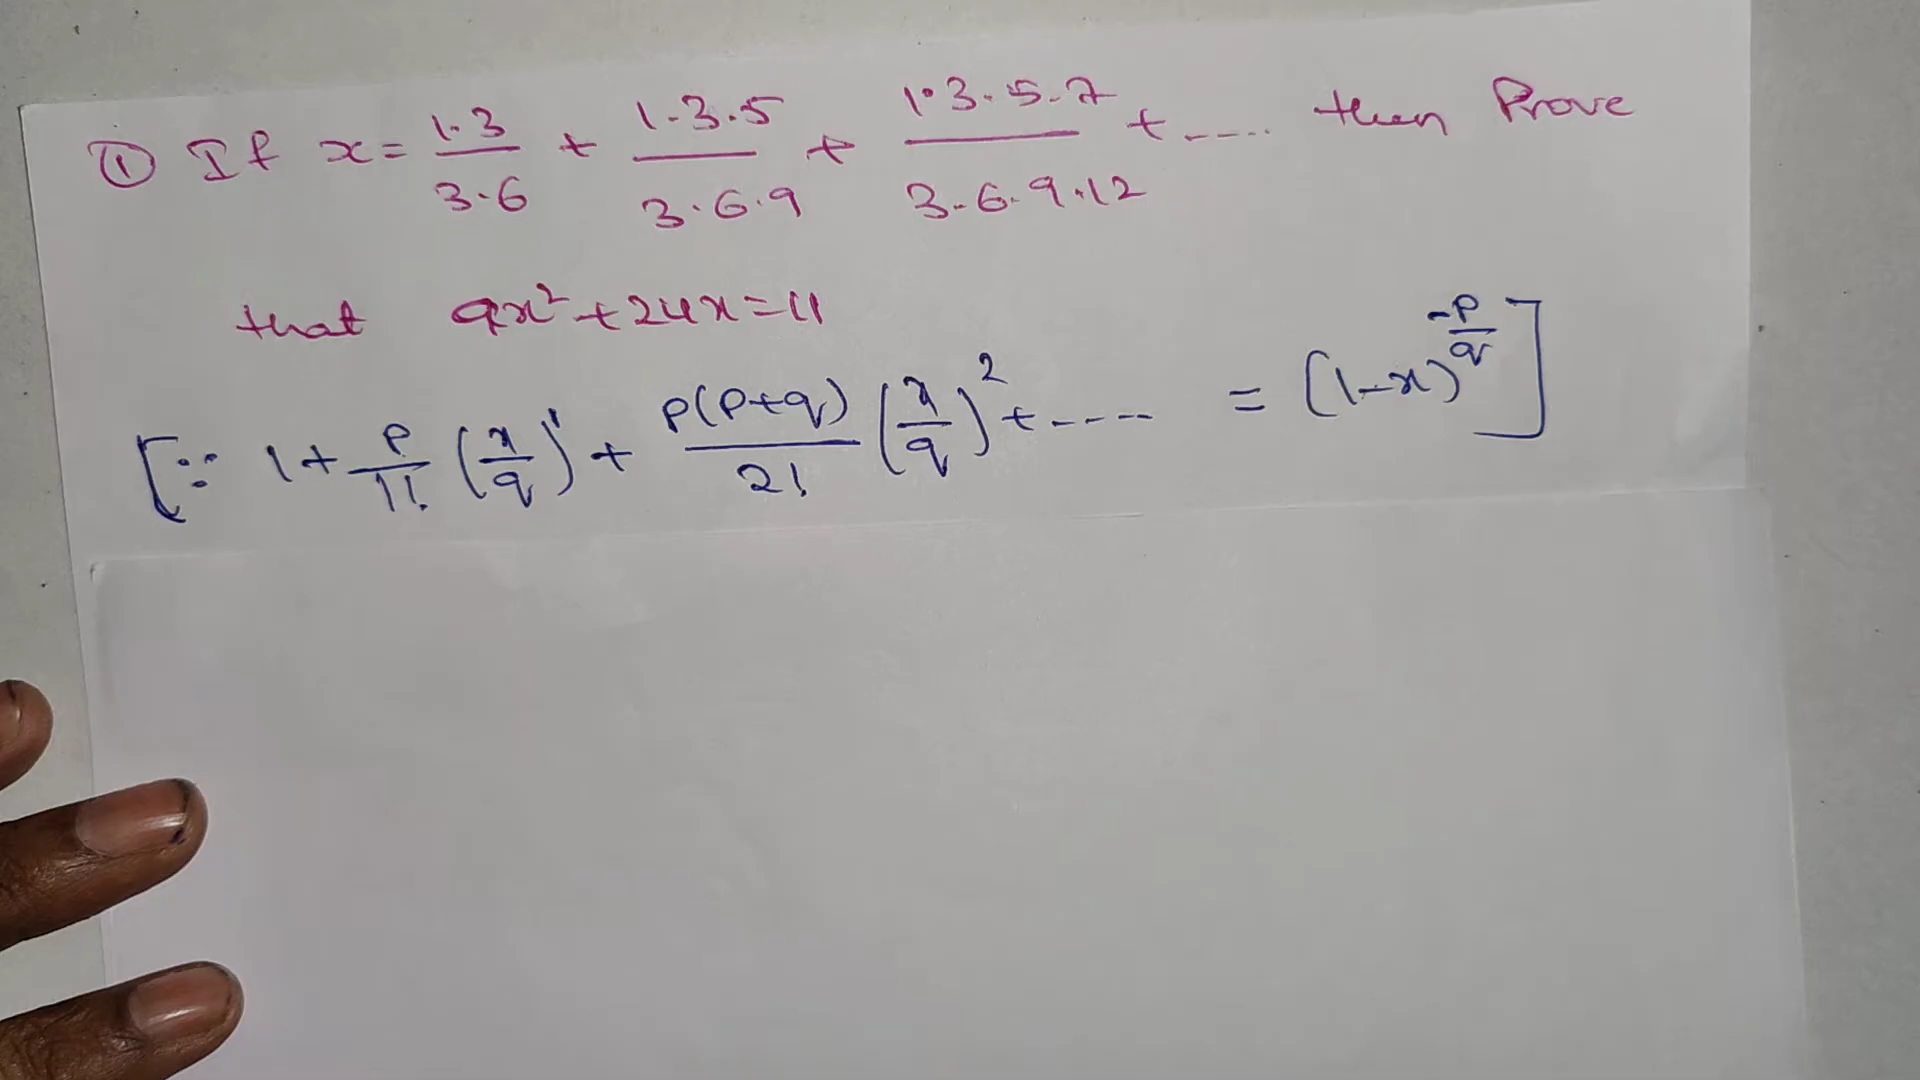 ① If x = 1·3/3·6 + 1·3·5/3·6·9 + 1·3·5·7/3·6·9·12 + ---- then Prove
that 9x² + 24x = 11
[∵ 1 + P/1! (x/q)¹ + P(P+q)/2! (x/q)² + ---- = (1-x)^(-P/q)]